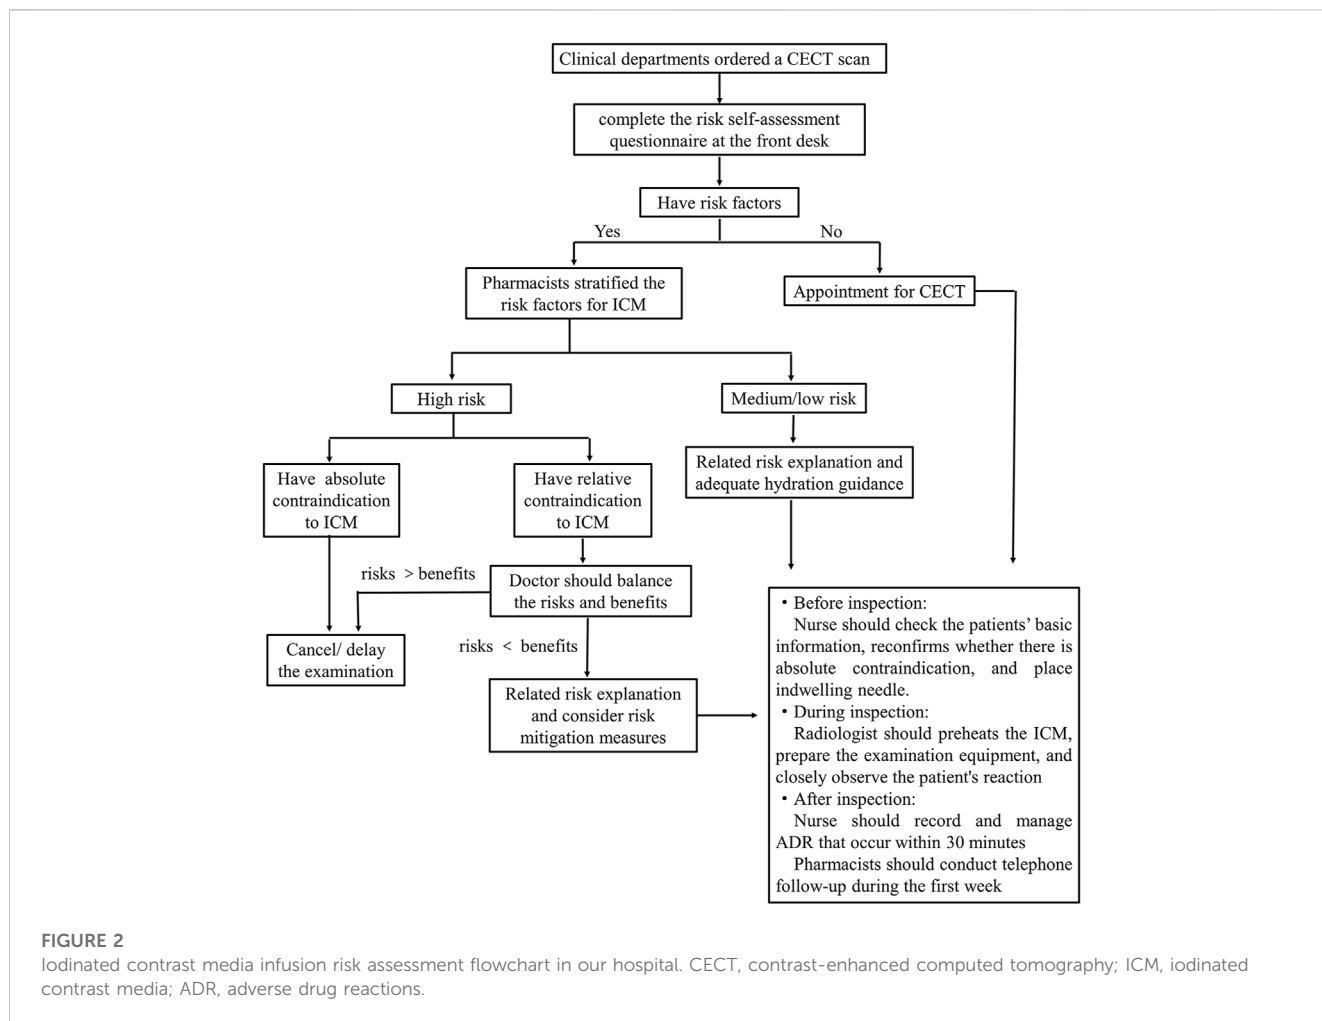 Clinical departments ordered a CECT scan
complete the risk self-assessment
questionnaire at the front desk
Have risk factors
Yes
No
Pharmacists stratified the
risk factors for ICM
Appointment for CECT
High risk
Medium/low risk
Have absolute
contraindication
to ICM
Have relative
contraindication
to ICM
Related risk explanation and
adequate hydration guidance
risks > benefits
Doctor should balance
the risks and benefits
Cancel/ delay
the examination
risks < benefits
Related risk explanation
and consider risk
mitigation measures
• Before inspection:
Nurse should check the patients' basic
information, reconfirms whether there is
absolute contraindication, and place
indwelling needle.
• During inspection:
Radiologist should preheats the ICM,
prepare the examination equipment, and
closely observe the patient's reaction
• After inspection:
Nurse should record and manage
ADR that occur within 30 minutes
Pharmacists should conduct telephone
follow-up during the first week
FIGURE 2
Iodinated contrast media infusion risk assessment flowchart in our hospital. CECT, contrast-enhanced computed tomography; ICM, iodinated
contrast media; ADR, adverse drug reactions.